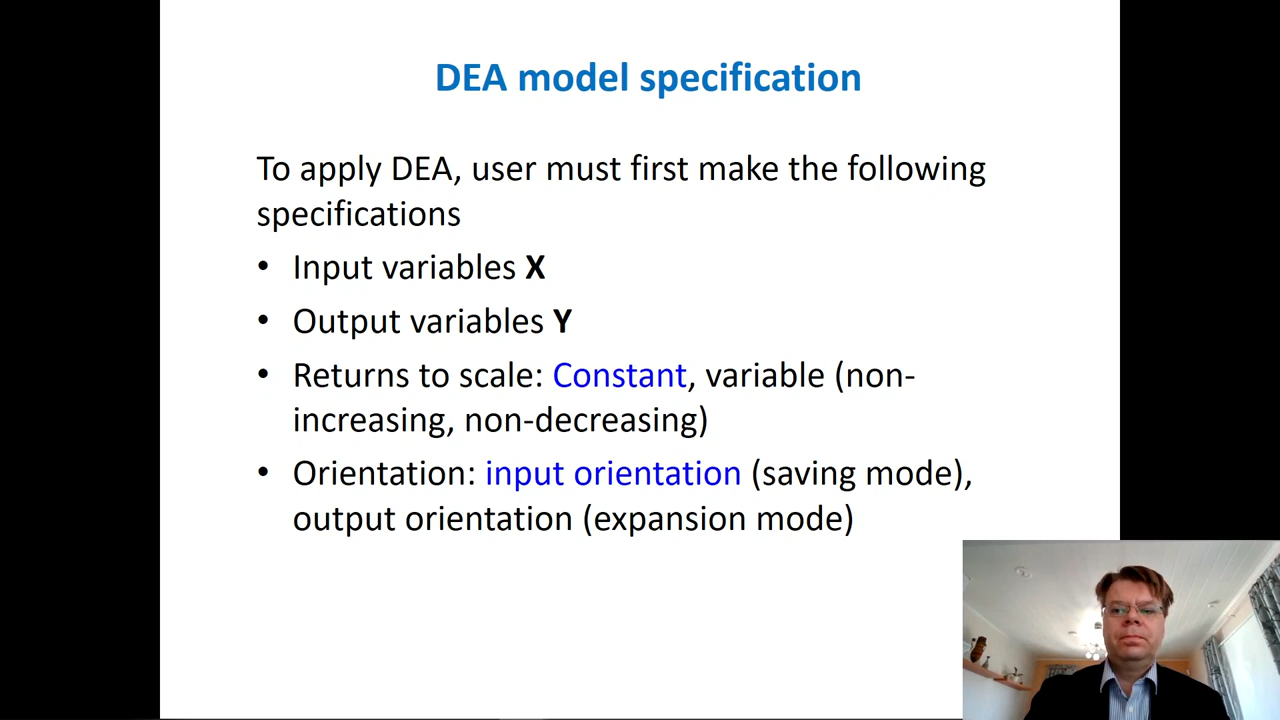 DEA model specification
To apply DEA, user must first make the following
specifications
• Input variables X
• Output variables Y
• Returns to scale: Constant, variable (non-
increasing, non-decreasing)
• Orientation: input orientation (saving mode),
output orientation (expansion mode)